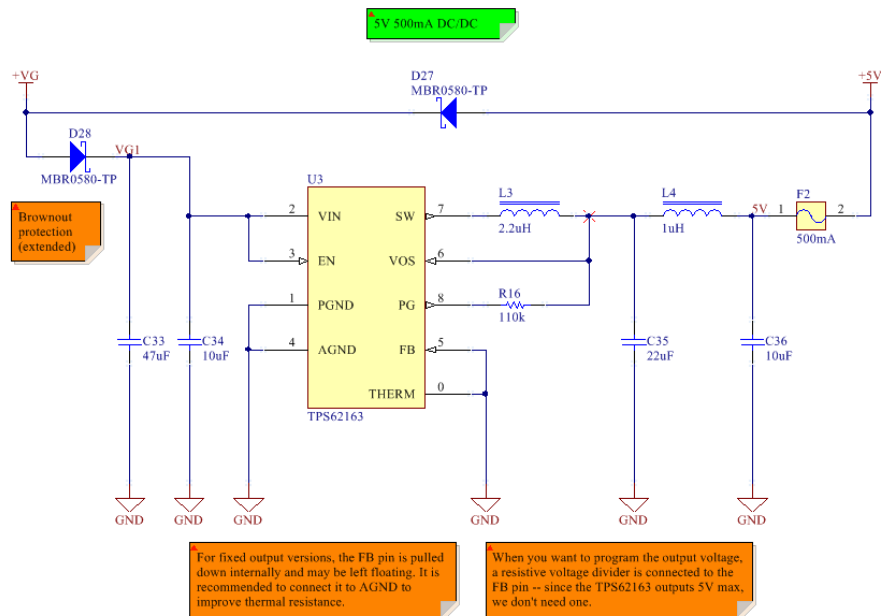 5V 500mA DC/DC
+VG
D27
MBR0580-TP
+5V
D28
VG1
MBR0580-TP
Brownout
protection
(extended)
U3
2
VIN
SW
7
L3
2.2uH
L4
1uH
5V
1
F2
2
500mA
3
EN
VOS
6
1
PGND
PG
8
R16
110k
4
AGND
FB
5
THERM
0
TPS62163
C33
47uF
C34
10uF
C35
22uF
C36
10uF
GND
GND
GND
GND
GND
GND
For fixed output versions, the FB pin is pulled
down internally and may be left floating. It is
recommended to connect it to AGND to
improve thermal resistance.
When you want to program the output voltage,
a resistive voltage divider is connected to the
FB pin -- since the TPS62163 outputs 5V max,
we don't need one.